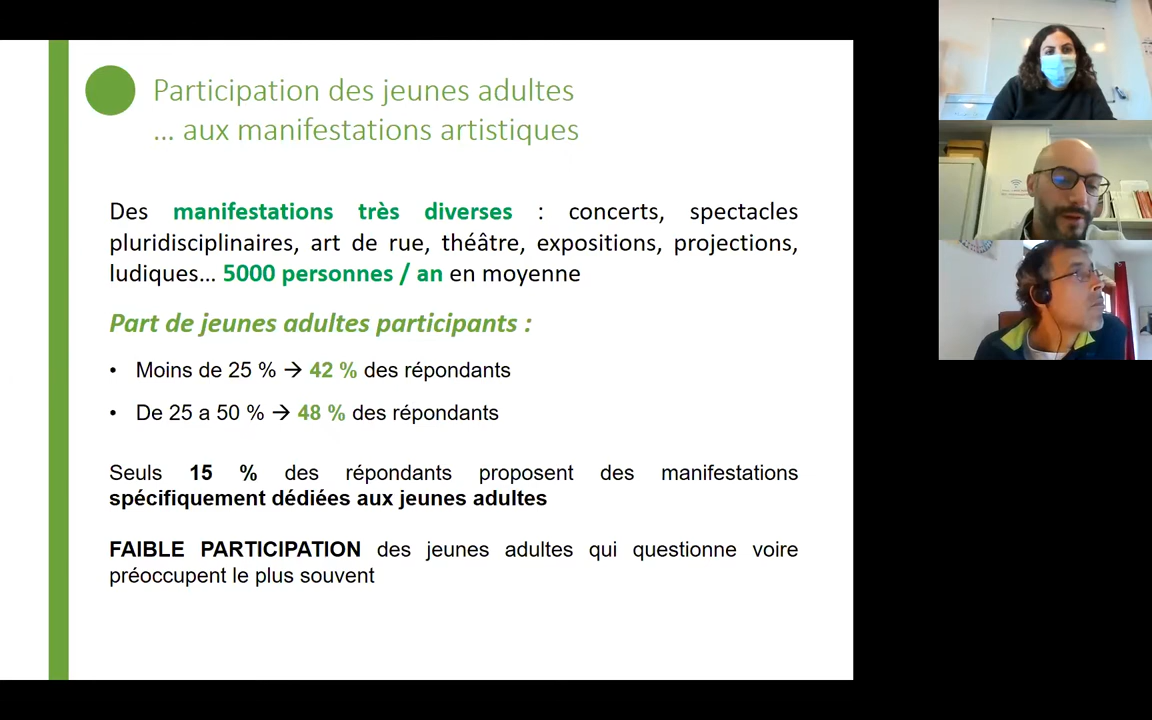 Participation des jeunes adultes
... aux manifestations artistiques
Des manifestations très diverses : concerts, spectacles
pluridisciplinaires, art de rue, théâtre, expositions, projections,
ludiques... 5000 personnes / an en moyenne
Part de jeunes adultes participants :
• Moins de 25 % → 42 % des répondants
• De 25 a 50 % → 48 % des répondants
Seuls 15 % des répondants proposent des manifestations
spécifiquement dédiées aux jeunes adultes
FAIBLE PARTICIPATION des jeunes adultes qui questionne voire
préoccupent le plus souvent